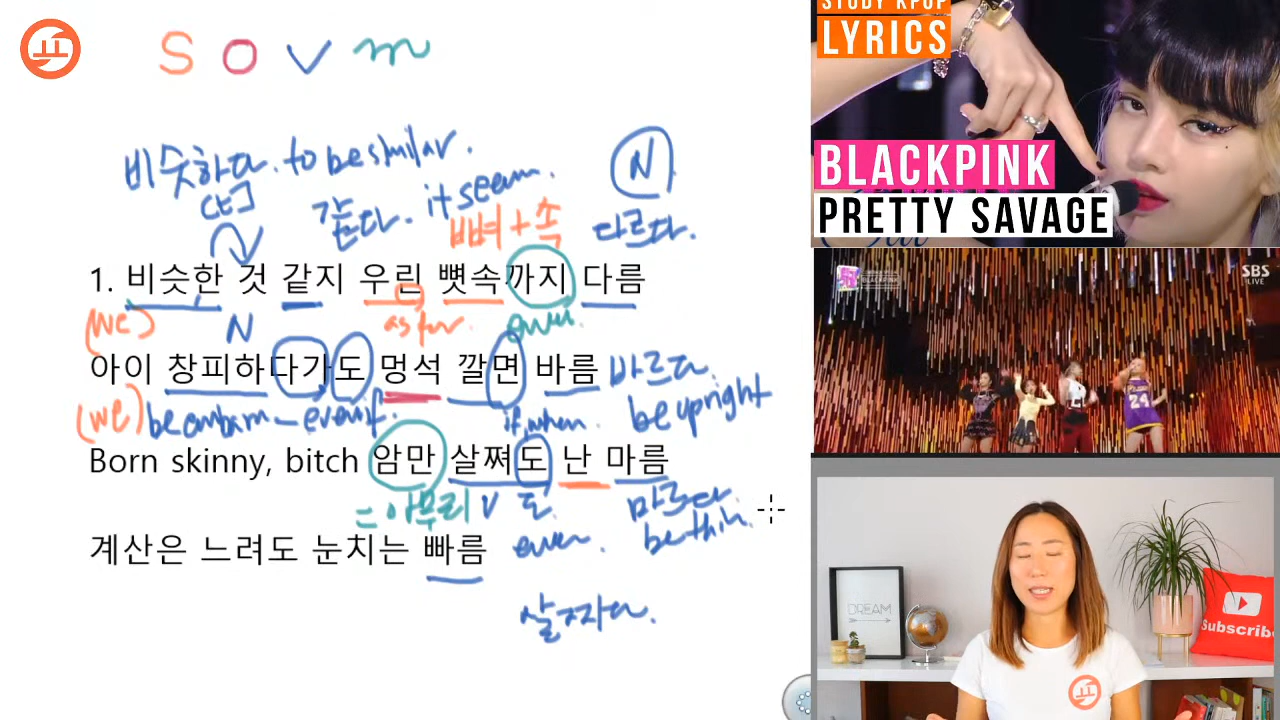 S O V m
비슷하다. to be similar.
[ㄷ]
같다. it seem.
N
뼈+속
다르다.
1. 비슷한 것 같지 우린 뼛속까지 다름
(we)
N
as for
even
아이 창피하다가도 멍석 깔면 바름
바르다.
be upright
(we)
even if.
if, when
Born skinny, bitch 암만 살쪄도 난 마름
=아무리
V 도
even.
마르다
be thin.
계산은 느려도 눈치는 빠름
살찌다.
STUDY KPOP
LYRICS
BLACKPINK
PRETTY SAVAGE
SBS
LIVE
24
DREAM
Subscribe